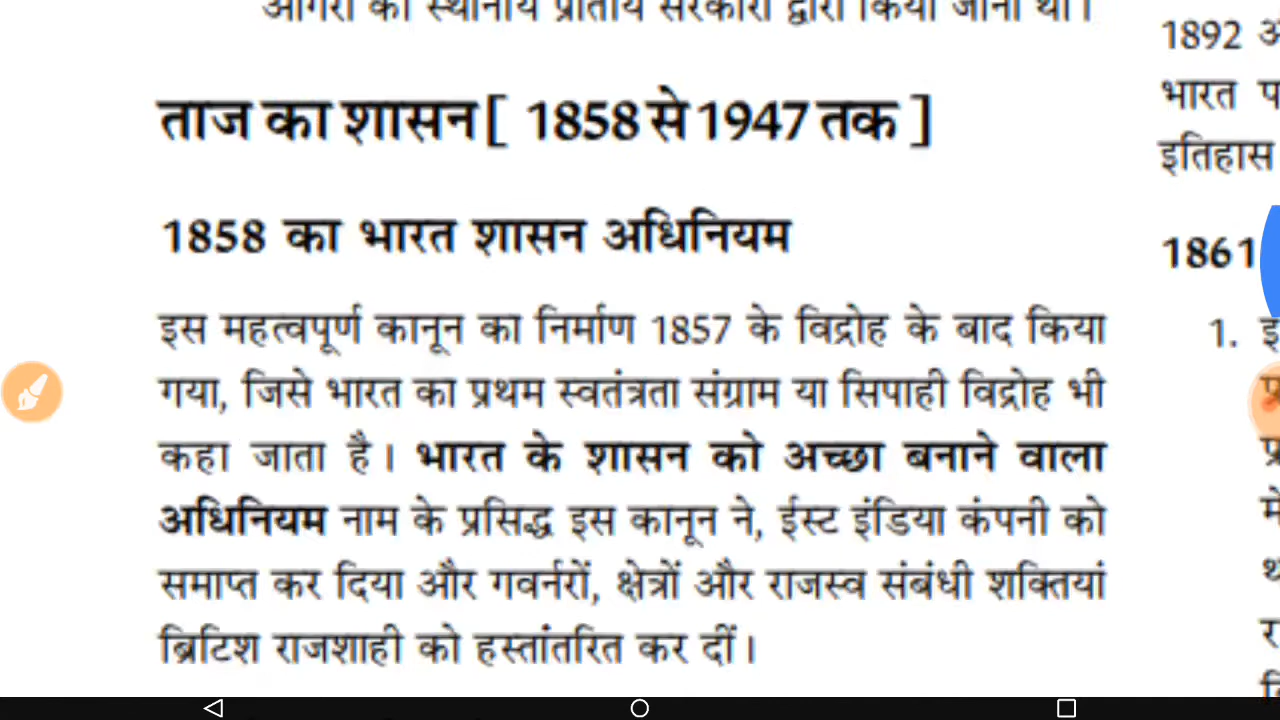 आगरा की स्थानीय प्रांतीय सरकारों द्वारा किया जाना था।
ताज का शासन [ 1858 से 1947 तक ]
1858 का भारत शासन अधिनियम
इस महत्वपूर्ण कानून का निर्माण 1857 के विद्रोह के बाद किया
गया, जिसे भारत का प्रथम स्वतंत्रता संग्राम या सिपाही विद्रोह भी
कहा जाता है। भारत के शासन को अच्छा बनाने वाला
अधिनियम नाम के प्रसिद्ध इस कानून ने, ईस्ट इंडिया कंपनी को
समाप्त कर दिया और गवर्नरों, क्षेत्रों और राजस्व संबंधी शक्तियां
ब्रिटिश राजशाही को हस्तांतरित कर दीं।
1892
भारत
इतिहास
1861
1.